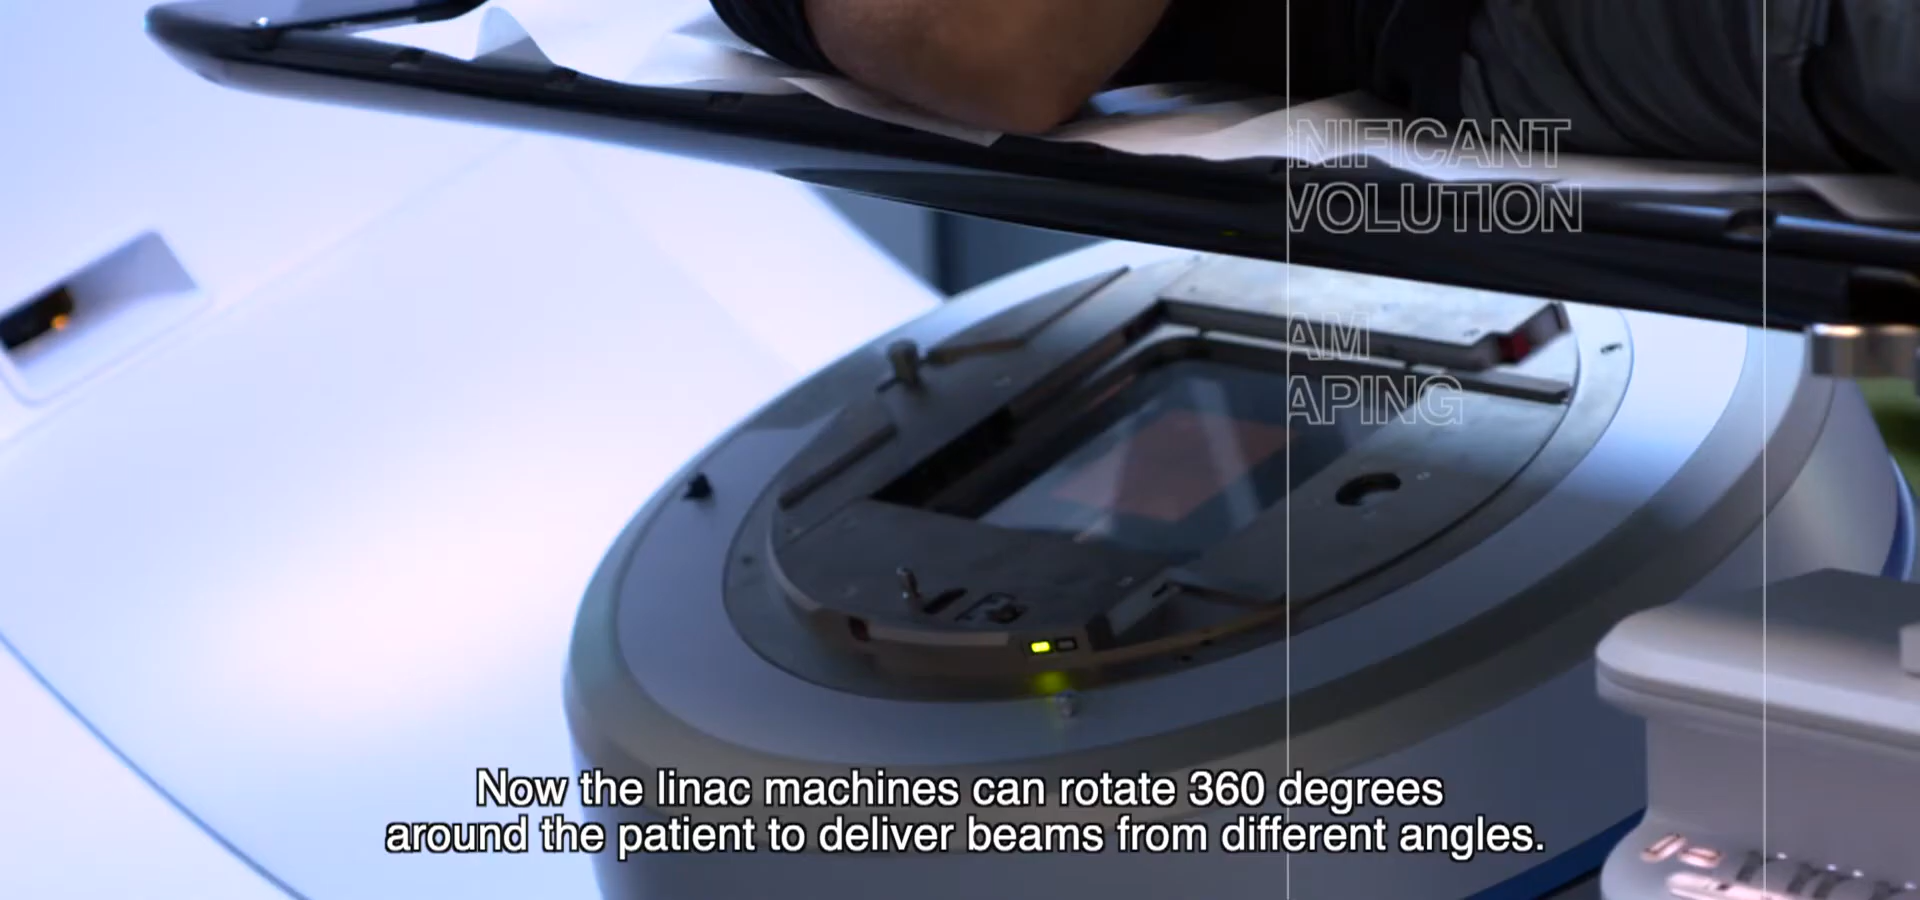 NIFICANT
VOLUTION
AM
APING
Now the linac machines can rotate 360 degrees
around the patient to deliver beams from different angles.